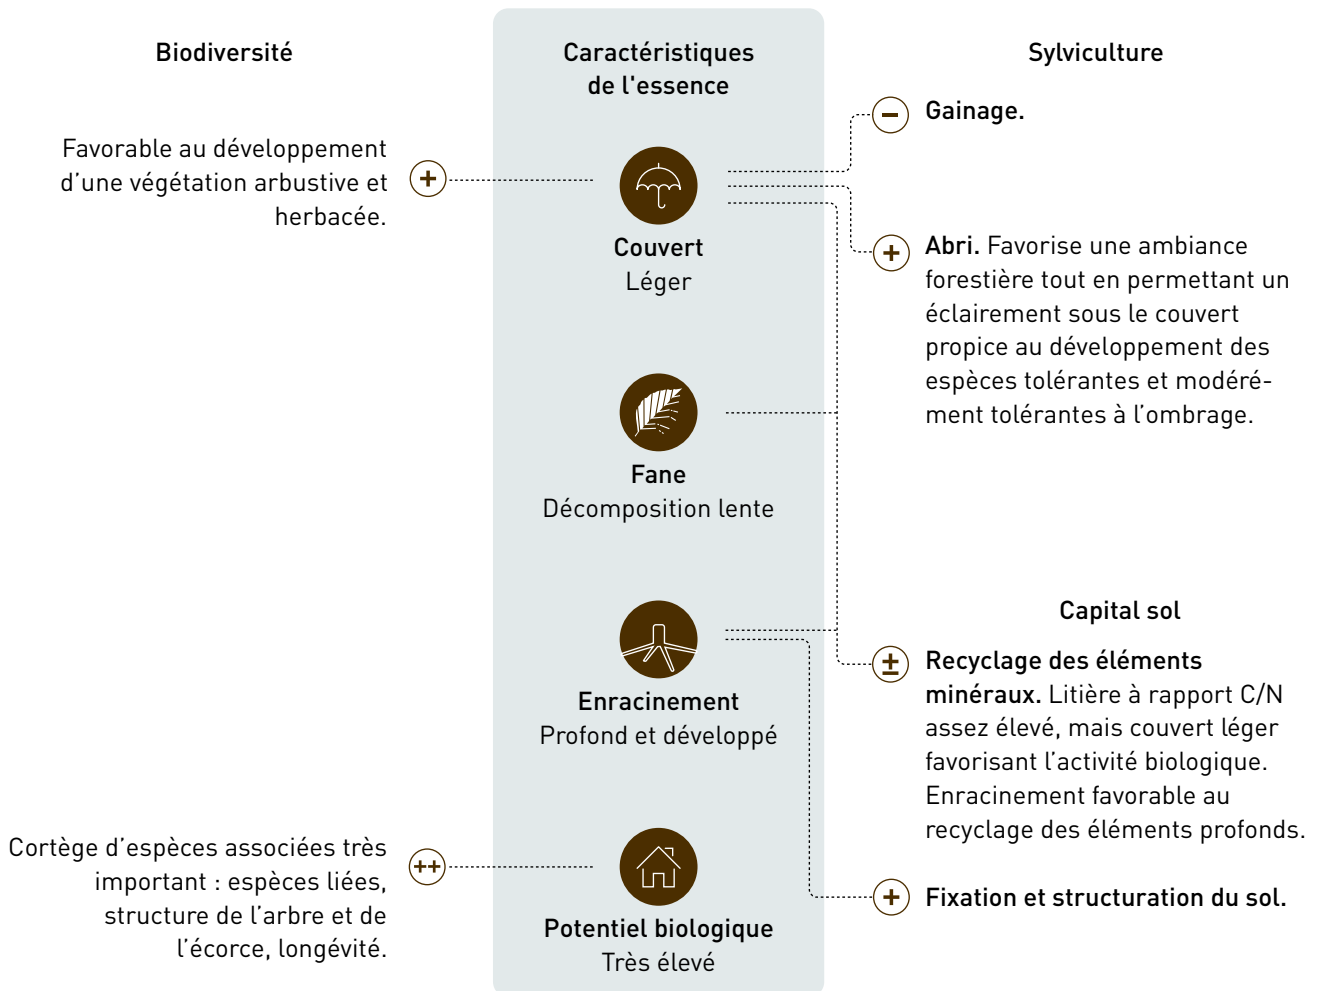 Biodiversité
Favorable au développement
d’une végétation arbustive et
herbacée.
+
Cortège d’espèces associées très
important : espèces liées,
structure de l’arbre et de
l’écorce, longévité.
++
Caractéristiques
de l'essence
Couvert
Léger
Fane
Décomposition lente
Enracinement
Profond et développé
Potentiel biologique
Très élevé
Sylviculture
− Gainage.
+ Abri. Favorise une ambiance
forestière tout en permettant un
éclairement sous le couvert
propice au développement des
espèces tolérantes et modéré-
ment tolérantes à l’ombrage.
Capital sol
± Recyclage des éléments
minéraux. Litière à rapport C/N
assez élevé, mais couvert léger
favorisant l’activité biologique.
Enracinement favorable au
recyclage des éléments profonds.
+ Fixation et structuration du sol.